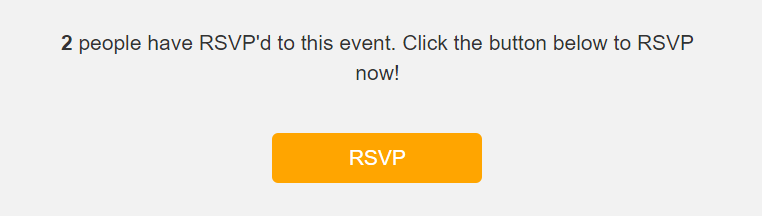 2 people have RSVP'd to this event. Click the button below to RSVP
now!
RSVP